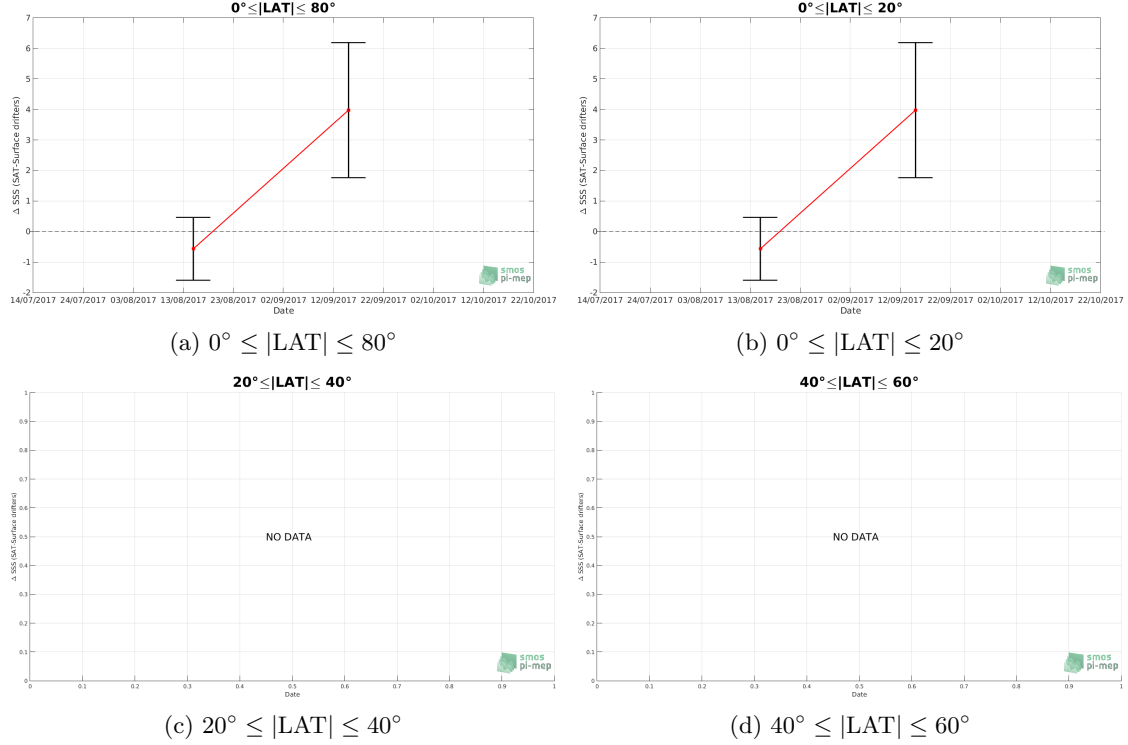 0°≤|LAT|≤ 80°
7
6
5
4
3
2
1
0
-1
-2
Δ SSS (SAT-Surface drifters)
14/07/2017 24/07/2017 03/08/2017 13/08/2017 23/08/2017 02/09/2017 12/09/2017 22/09/2017 02/10/2017 12/10/2017 22/10/2017
Date
smos
pi-mep
(a) 0° ≤ |LAT| ≤ 80°
0°≤|LAT|≤ 20°
7
6
5
4
3
2
1
0
-1
-2
Δ SSS (SAT-Surface drifters)
14/07/2017 24/07/2017 03/08/2017 13/08/2017 23/08/2017 02/09/2017 12/09/2017 22/09/2017 02/10/2017 12/10/2017 22/10/2017
Date
smos
pi-mep
(b) 0° ≤ |LAT| ≤ 20°
20°≤|LAT|≤ 40°
1
0.9
0.8
0.7
0.6
0.5
0.4
0.3
0.2
0.1
0
Δ SSS (SAT-Surface drifters)
NO DATA
0 0.1 0.2 0.3 0.4 0.5 0.6 0.7 0.8 0.9 1
Date
smos
pi-mep
(c) 20° ≤ |LAT| ≤ 40°
40°≤|LAT|≤ 60°
1
0.9
0.8
0.7
0.6
0.5
0.4
0.3
0.2
0.1
0
Δ SSS (SAT-Surface drifters)
NO DATA
0 0.1 0.2 0.3 0.4 0.5 0.6 0.7 0.8 0.9 1
Date
smos
pi-mep
(d) 40° ≤ |LAT| ≤ 60°